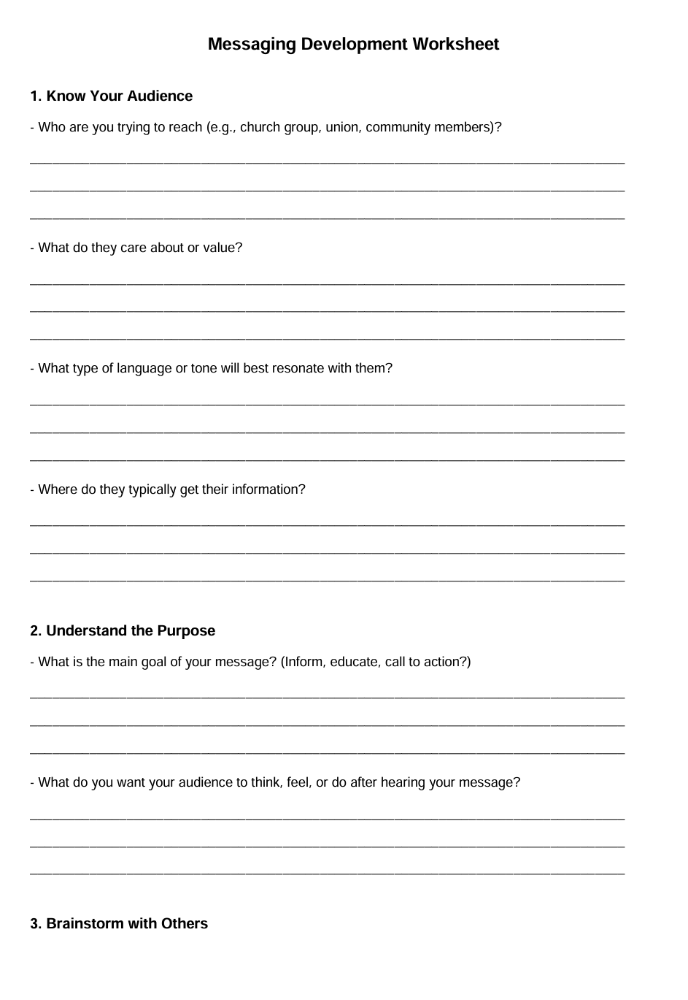 Messaging Development Worksheet
1. Know Your Audience
- Who are you trying to reach (e.g., church group, union, community members)?
- What do they care about or value?
- What type of language or tone will best resonate with them?
- Where do they typically get their information?
2. Understand the Purpose
- What is the main goal of your message? (Inform, educate, call to action?)
- What do you want your audience to think, feel, or do after hearing your message?
3. Brainstorm with Others